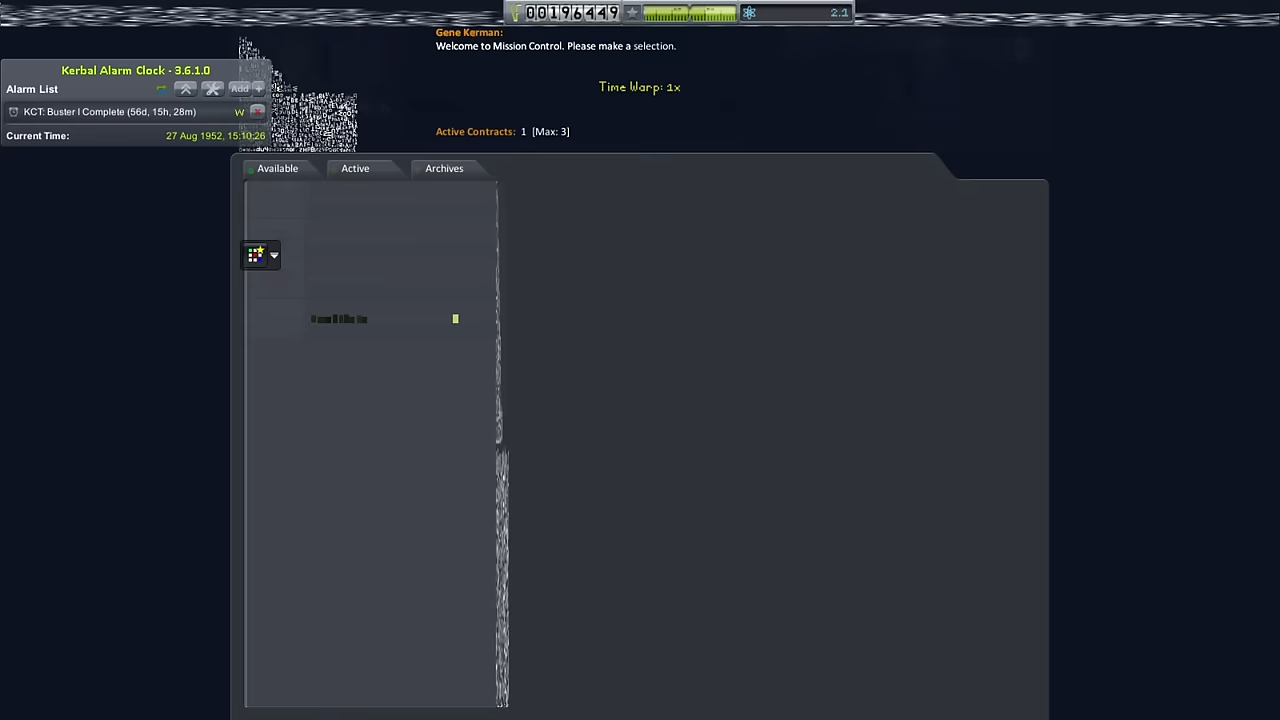 00196449
2.1
Gene Kerman:
Welcome to Mission Control. Please make a selection.
Kerbal Alarm Clock - 3.6.1.0
Time Warp: 1x
Alarm List
Add +
KCT: Buster I Complete (56d, 15h, 28m) W
Current Time: 27 Aug 1952, 15:10:26
Active Contracts: 1 [Max: 3]
Available Active Archives